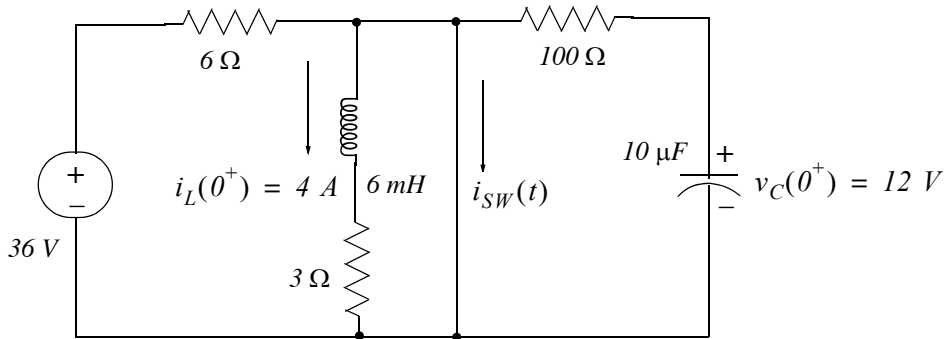 6 Ω
100 Ω
+
−
36 V
i_L(0⁺) = 4 A
6 mH
3 Ω
i_SW(t)
10 μF
+
−
v_C(0⁺) = 12 V